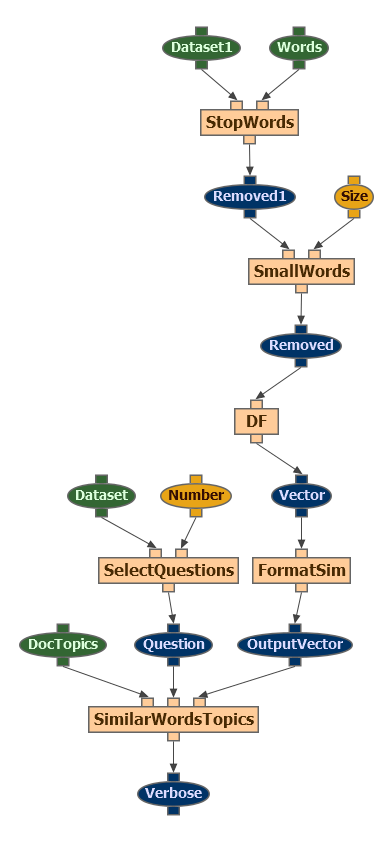 Dataset1
Words
StopWords
Removed1
Size
SmallWords
Removed
DF
Dataset
Number
Vector
SelectQuestions
FormatSim
DocTopics
Question
OutputVector
SimilarWordsTopics
Verbose